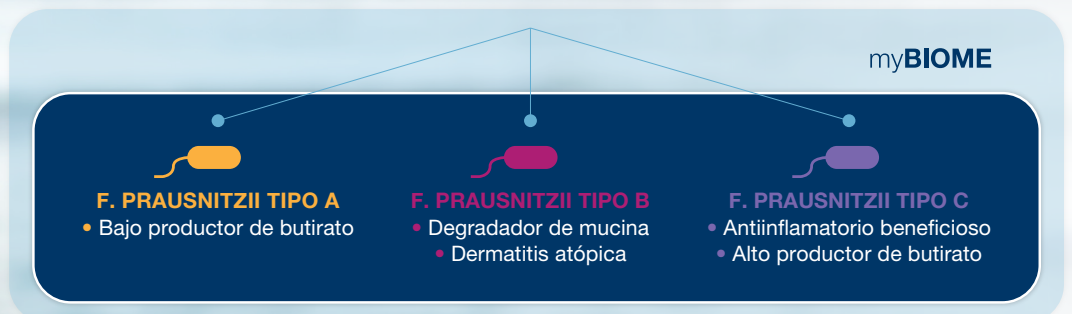 myBIOME
F. PRAUSNITZII TIPO A
• Bajo productor de butirato
F. PRAUSNITZII TIPO B
• Degradador de mucina
• Dermatitis atópica
F. PRAUSNITZII TIPO C
• Antiinflamatorio beneficioso
• Alto productor de butirato